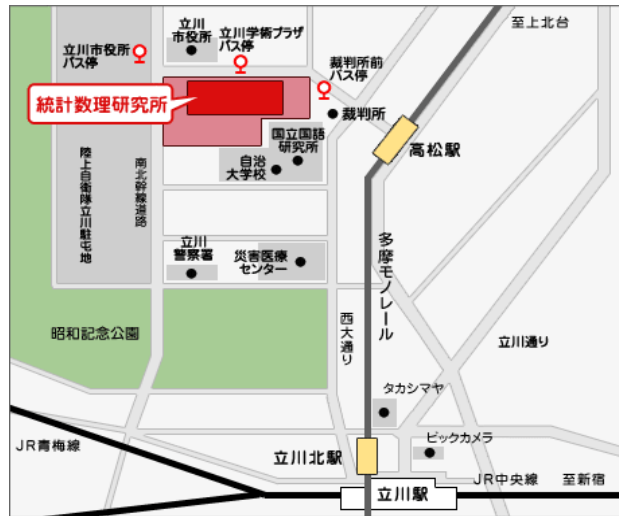 立川
市役所
立川学術プラザ
バス停
至上北台
立川市役所
バス停
裁判所前
バス停
統計数理研究所
裁判所
国立国語
研究所
高松駅
自治
大学校
陸上自衛隊立川駐屯地
南北幹線道路
立川
警察署
災害医療
センター
多摩モノレール
昭和記念公園
西大通り
立川通り
タカシマヤ
ビックカメラ
JR青梅線
立川北駅
JR中央線
至新宿
立川駅